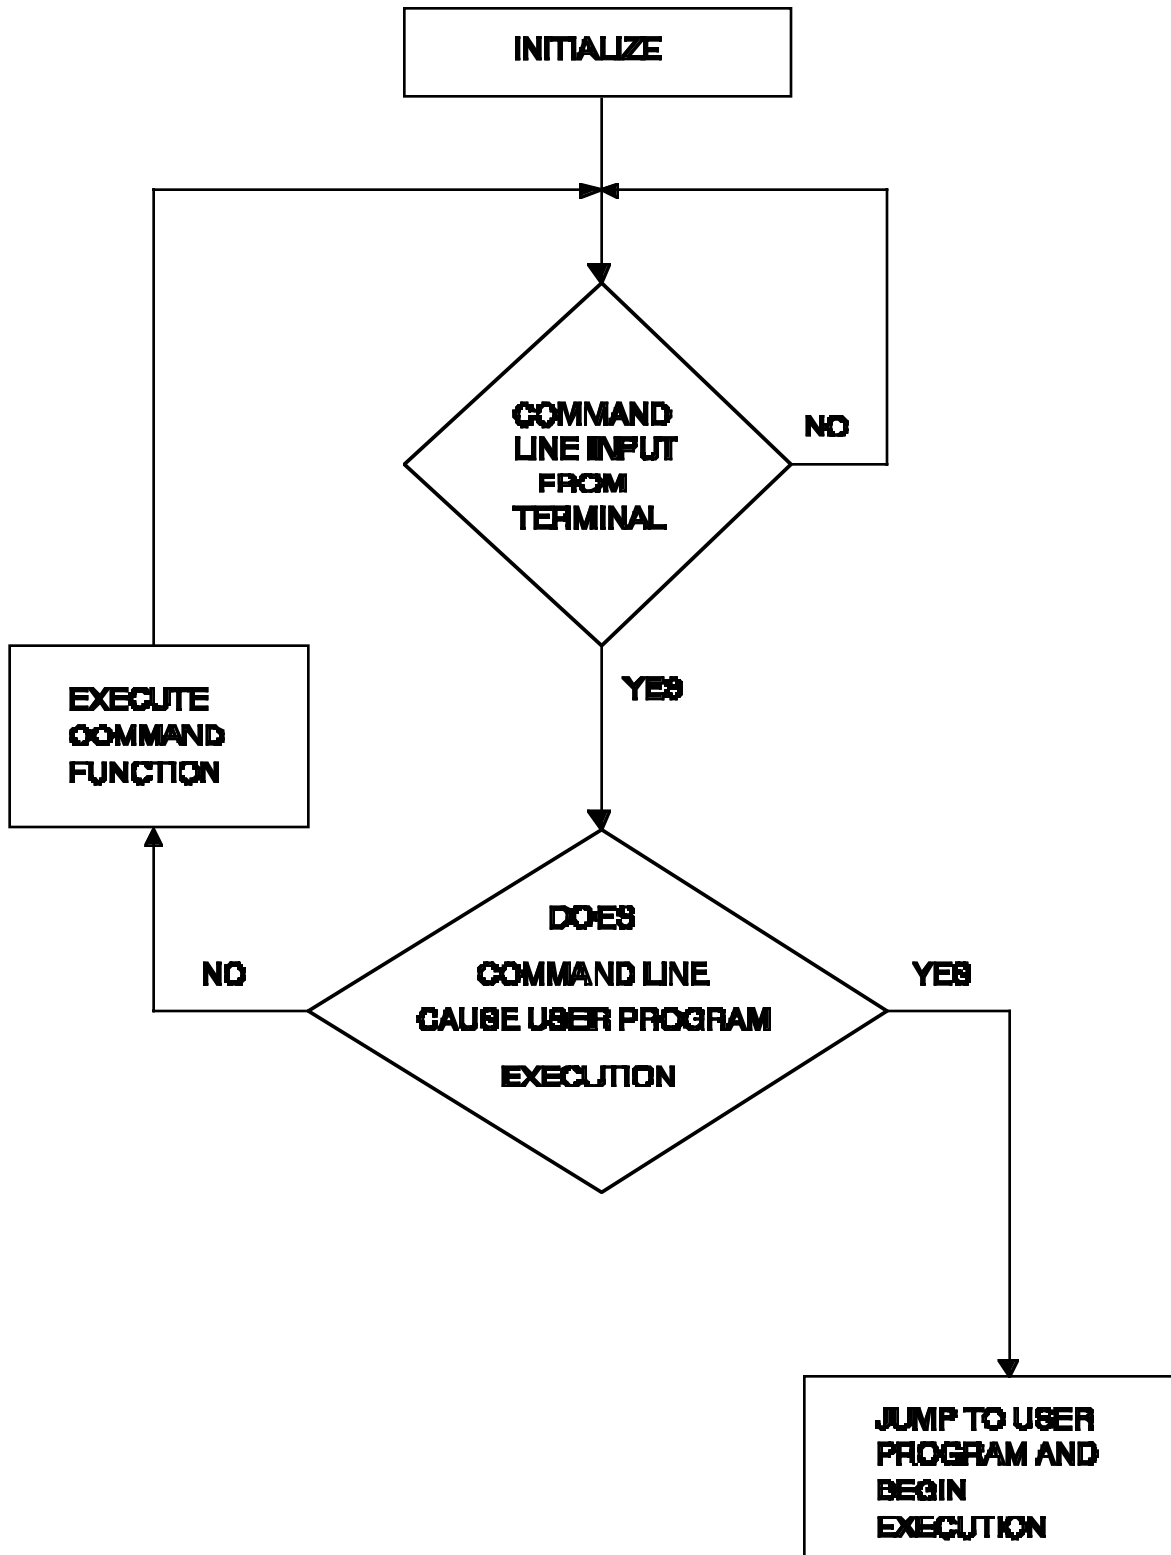 INITIALIZE
COMMAND
LINE INPUT
FROM
TERMINAL
NO
YES
EXECUTE
COMMAND
FUNCTION
DOES
COMMAND LINE
CAUSE USER PROGRAM
EXECUTION
NO
YES
JUMP TO USER
PROGRAM AND
BEGIN
EXECUTION